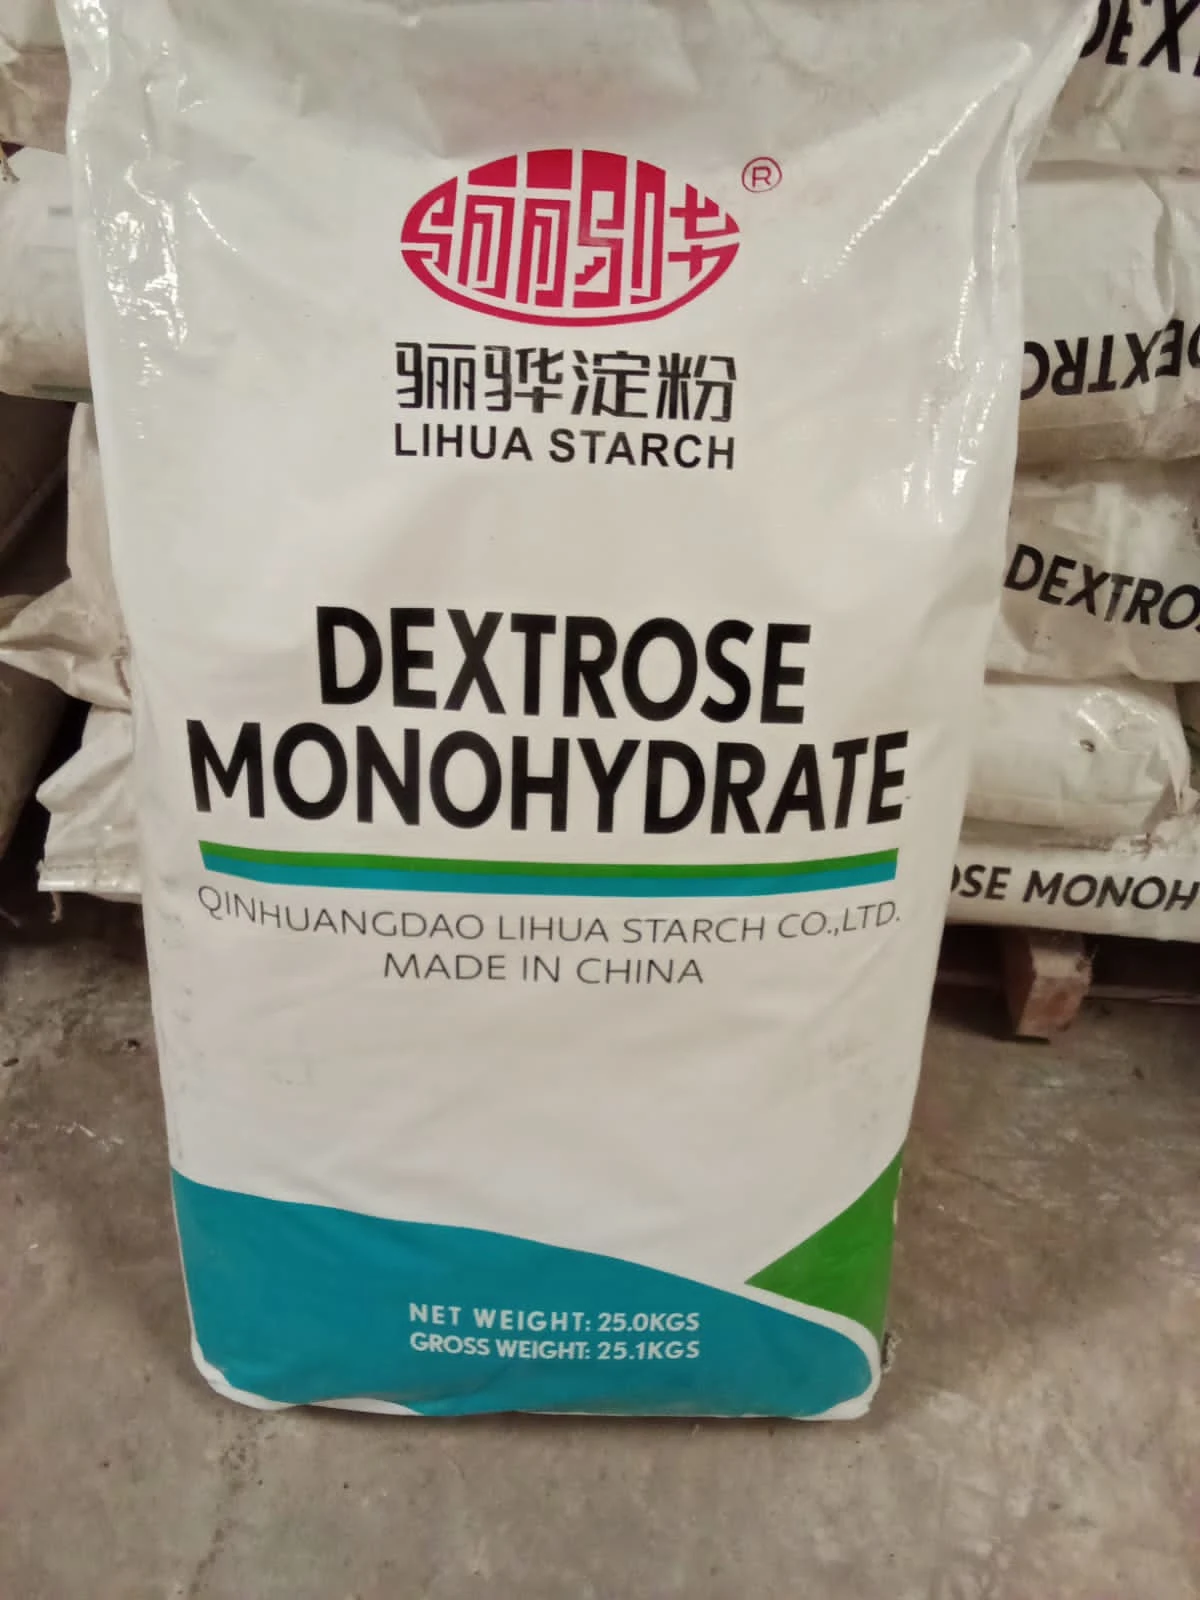 骊骅
®
骊骅淀粉
LIHUA STARCH
DEXTROSE
MONOHYDRATE
QINHUANGDAO LIHUA STARCH CO.,LTD.
MADE IN CHINA
NET WEIGHT: 25.0KGS
GROSS WEIGHT: 25.1KGS
DEX
DEXTRO
DEXTROS
OSE MONOH